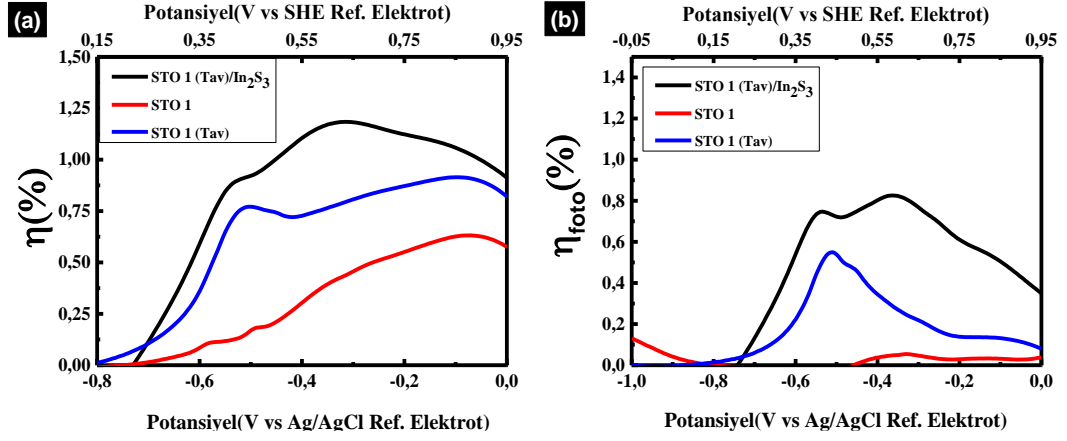 (a)
Potansiyel(V vs SHE Ref. Elektrot)
0,15 0,35 0,55 0,75 0,95
1,50
1,25
1,00
0,75
0,50
0,25
0,00
η(%)
STO 1 (Tav)/In₂S₃
STO 1
STO 1 (Tav)
-0,8 -0,6 -0,4 -0,2 0,0
Potansiyel(V vs Ag/AgCl Ref. Elektrot)
(b)
Potansiyel(V vs SHE Ref. Elektrot)
-0,05 0,15 0,35 0,55 0,75 0,95
1,4
1,2
1,0
0,8
0,6
0,4
0,2
0,0
ηfoto(%)
STO 1 (Tav)/In₂S₃
STO 1
STO 1 (Tav)
-1,0 -0,8 -0,6 -0,4 -0,2 0,0
Potansiyel(V vs Ag/AgCl Ref. Elektrot)